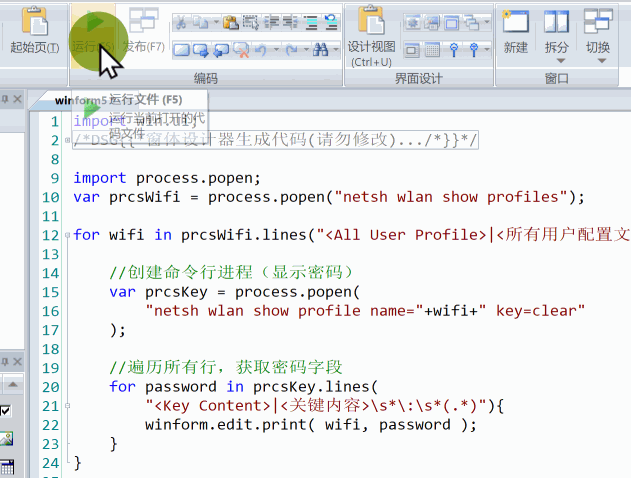 起始页(I) 运行(F5) 发布(F7) 设计视图 (Ctrl+U) 新建 拆分 切换
编码 界面设计 窗口
运行文件 (F5)
运行当前打开的代
码文件
1 import win.ui;
2 /*DSG{{*窗体设计器生成代码(请勿修改).../*}}*/
8
9 import process.popen;
10 var prcsWifi = process.popen("netsh wlan show profiles");
11
12 for wifi in prcsWifi.lines("<All User Profile>|<所有用户配置文
13
14 //创建命令行进程（显示密码）
15 var prcsKey = process.popen(
16 "netsh wlan show profile name="+wifi+" key=clear"
17 );
18
19 //遍历所有行，获取密码字段
20 for password in prcsKey.lines(
21 "<Key Content>|<关键内容>\s*\:\s*(.*)"){
22 winform.edit.print( wifi, password );
23 }
24 }